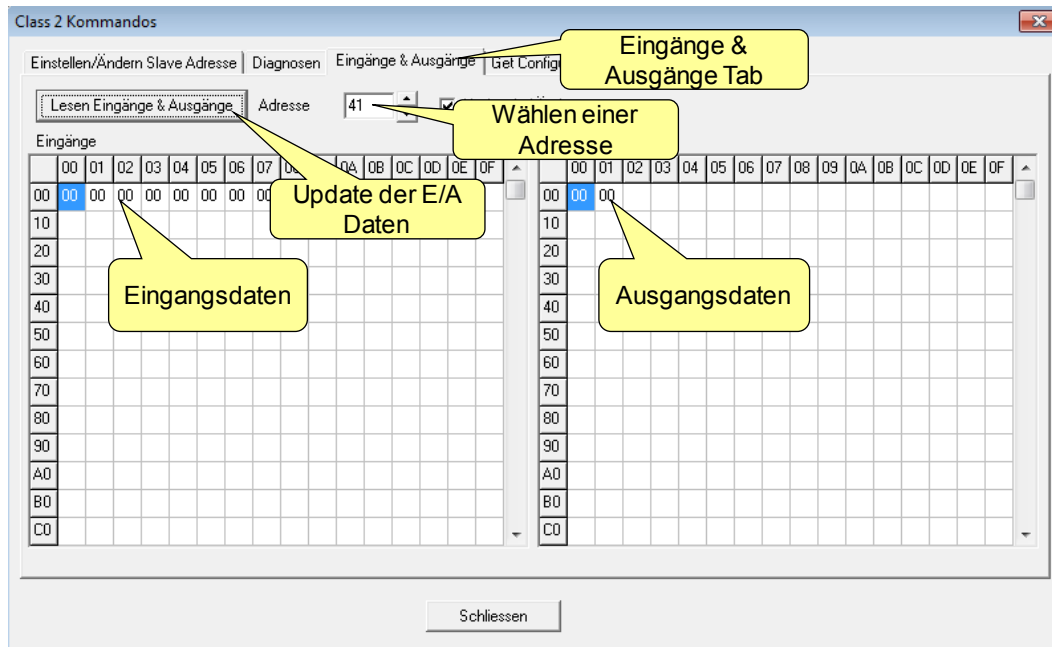 Class 2 Kommandos
Einstellen/Ändern Slave Adresse Diagnosen Eingänge & Ausgänge Get Config
Eingänge &
Ausgänge Tab
Lesen Eingänge & Ausgänge Adresse 41
Wählen einer
Adresse
Eingänge
00 01 02 03 04 05 06 07 0A 0B 0C 0D 0E 0F
00 01 02 03 04 05 06 07 08 09 0A 0B 0C 0D 0E 0F
00 00 00 00 00 00 00 00 00
00 00 00
Update der E/A
Daten
10 10
20 20
30 30
Eingangsdaten
Ausgangsdaten
40 40
50 50
60 60
70 70
80 80
90 90
A0 A0
B0 B0
C0 C0
Schliessen